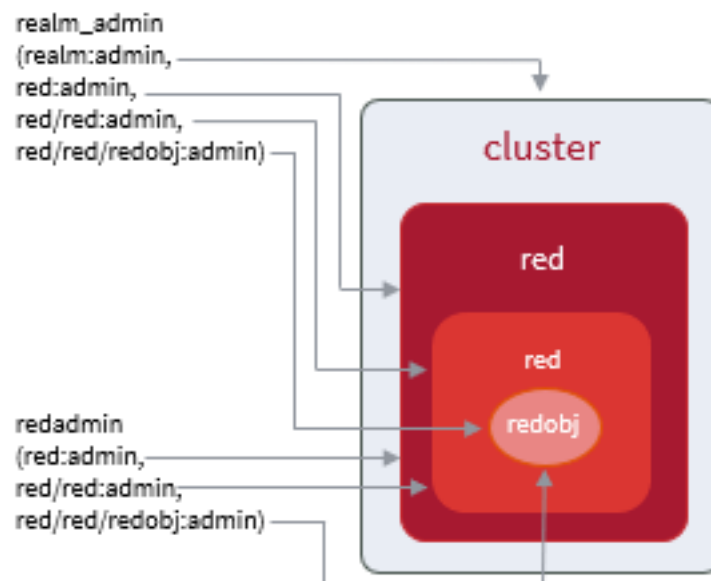 realm_admin
(realm:admin,
red:admin,
red/red:admin,
red/red/redobj:admin)
cluster
red
red
redobj
redadmin
(red:admin,
red/red:admin,
red/red/redobj:admin)